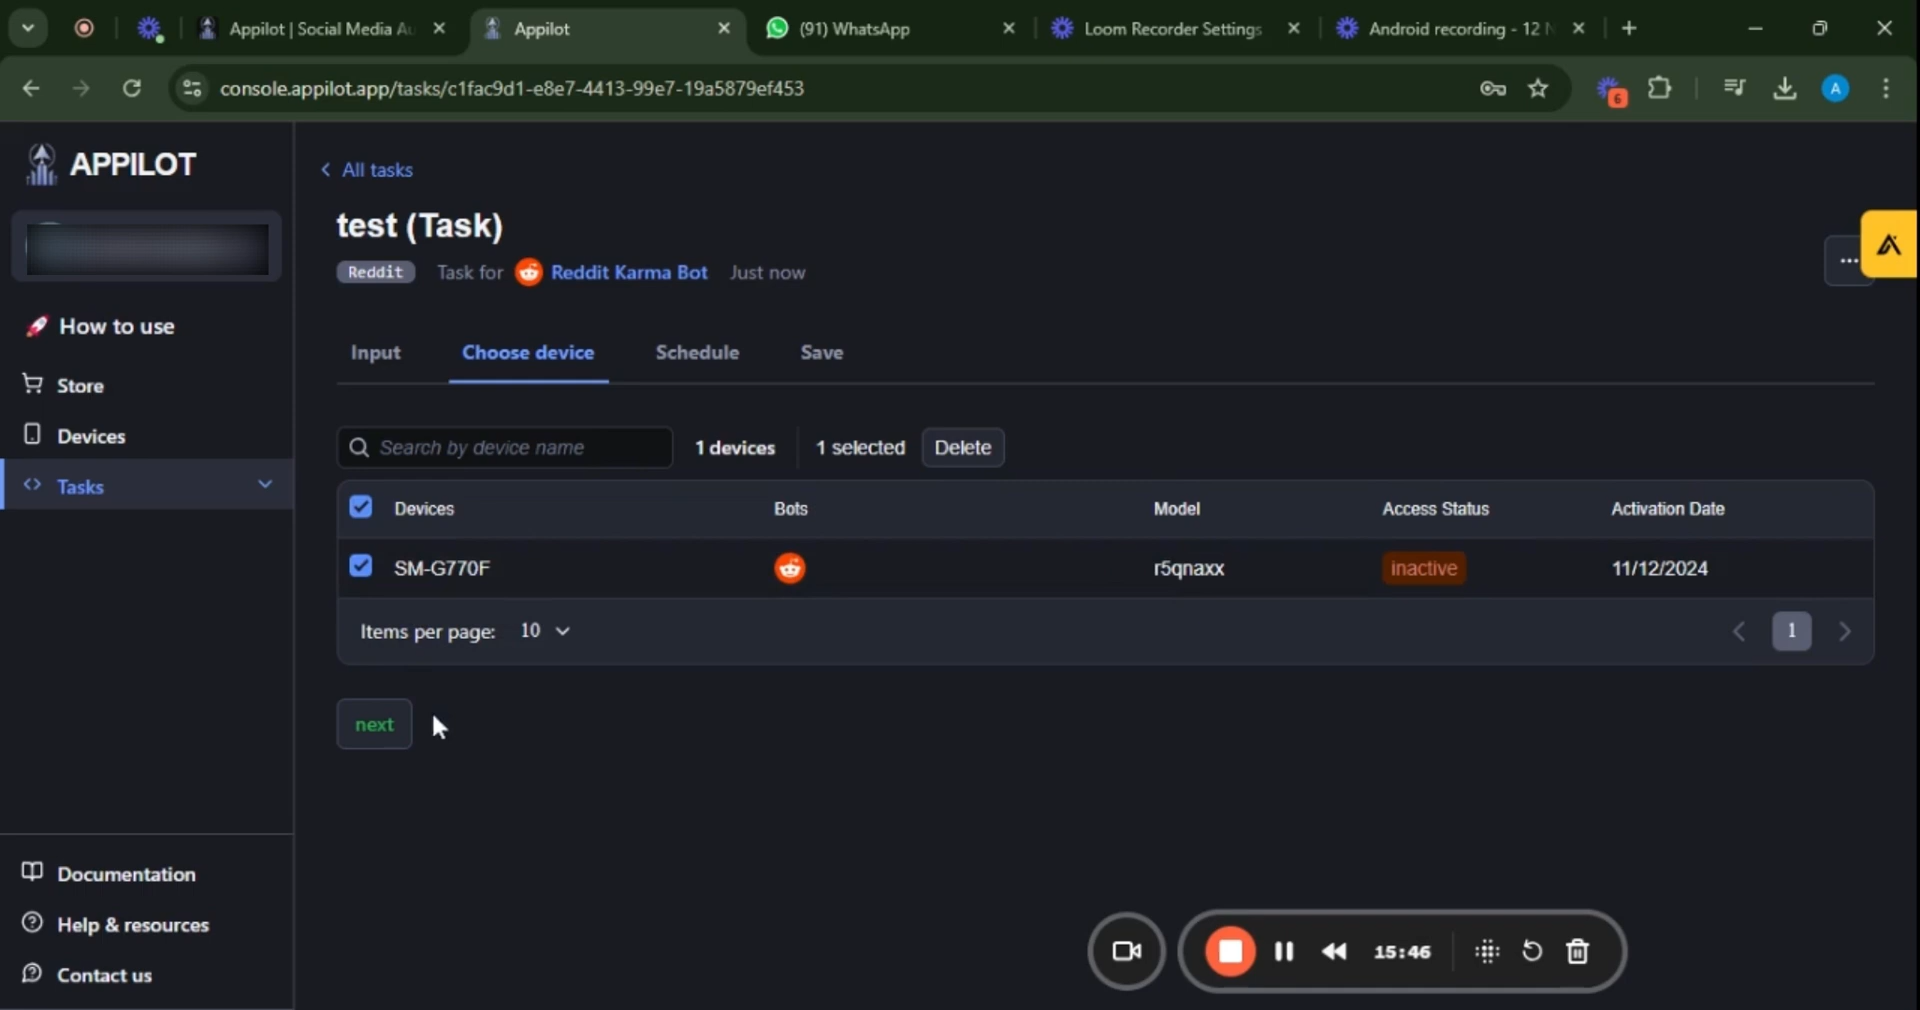 Appilot | Social Media Au
Appilot
(91) WhatsApp
Loom Recorder Settings
Android recording - 12 N
console.appilot.app/tasks/c1fac9d1-e8e7-4413-99e7-19a5879ef453
6
A
APPILOT
< All tasks
test (Task)
Reddit Task for Reddit Karma Bot Just now
...
How to use
Store
Devices
Tasks
Input
Choose device
Schedule
Save
Search by device name
1 devices
1 selected
Delete
Devices Bots Model Access Status Activation Date
SM-G770F r5qnaxx inactive 11/12/2024
Items per page: 10
1
next
Documentation
Help & resources
Contact us
15:46